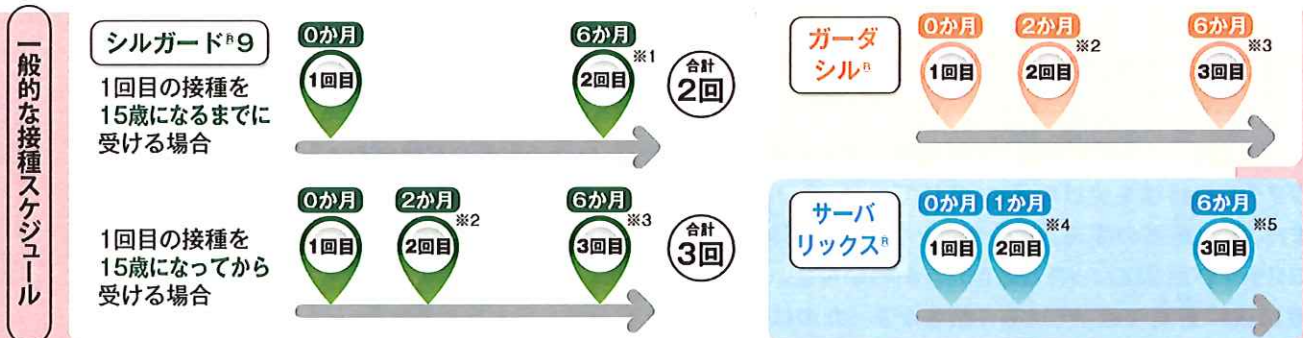 一般的な接種スケジュール
シルガード®9
1回目の接種を
15歳になるまでに
受ける場合
0か月
1回目
6か月
※1
2回目
合計
2回
1回目の接種を
15歳になってから
受ける場合
0か月
1回目
2か月
※2
2回目
6か月
※3
3回目
合計
3回
ガーダ
シル®
0か月
1回目
2か月
※2
2回目
6か月
※3
3回目
サーバ
リックス®
0か月
1回目
1か月
※4
2回目
6か月
※5
3回目